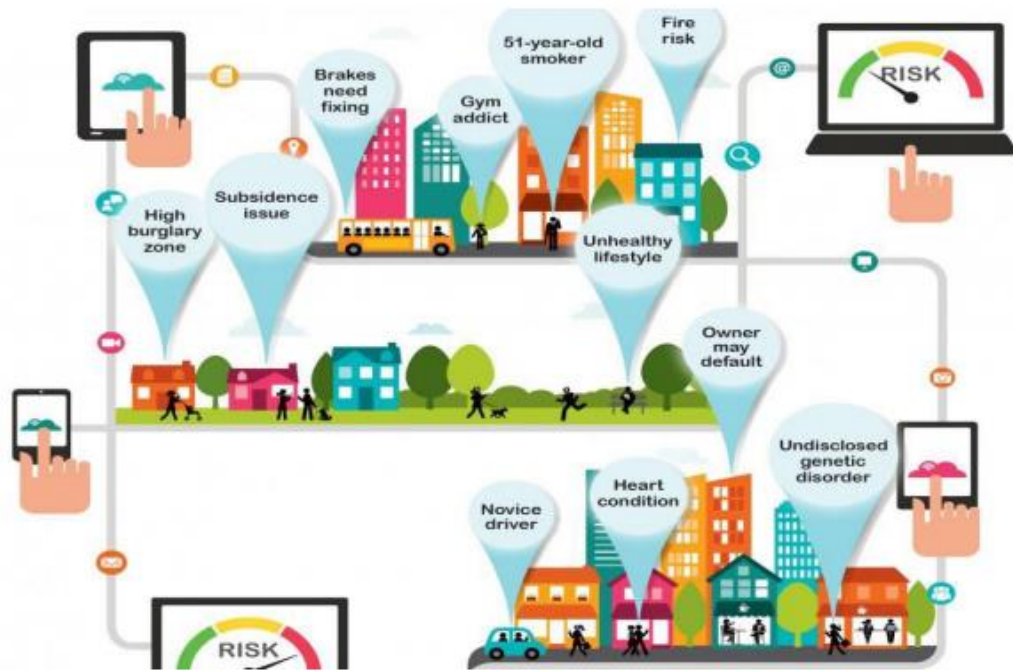 Brakes
need
fixing
Gym
addict
51-year-old
smoker
Fire
risk
@
RISK
High
burglary
zone
Subsidence
issue
Unhealthy
lifestyle
Owner
may
default
Novice
driver
Heart
condition
Undisclosed
genetic
disorder
RISK